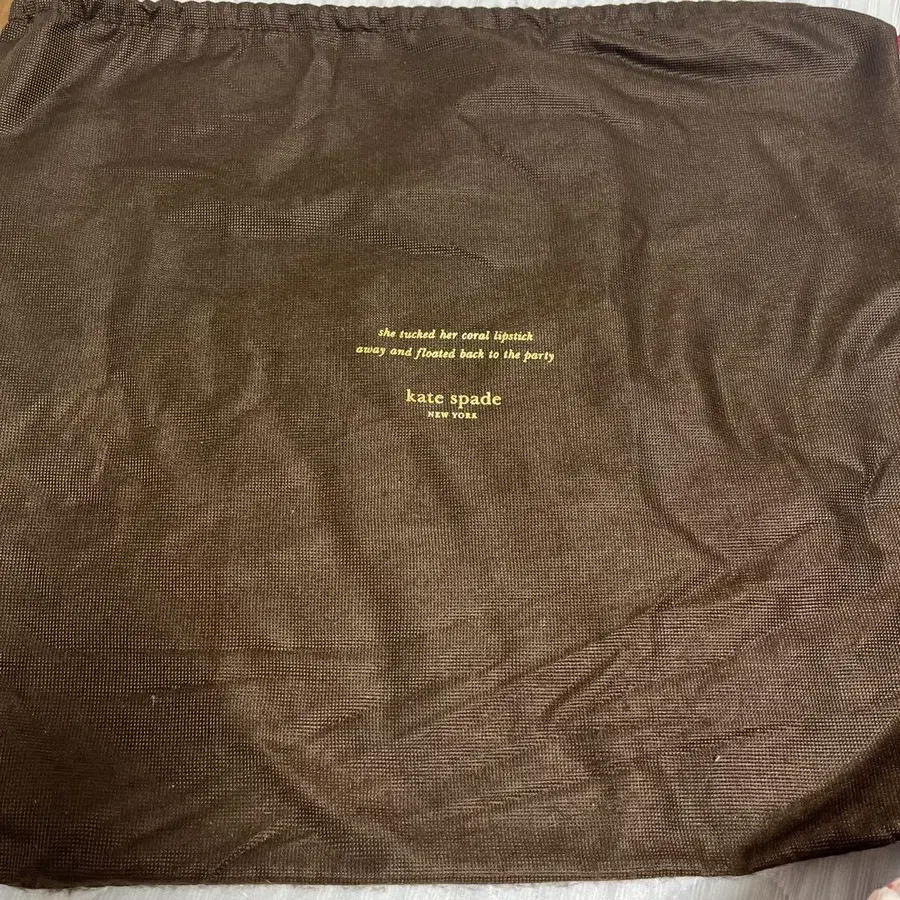 she tucked her coral lipstick
away and floated back to the party
kate spade
NEW YORK